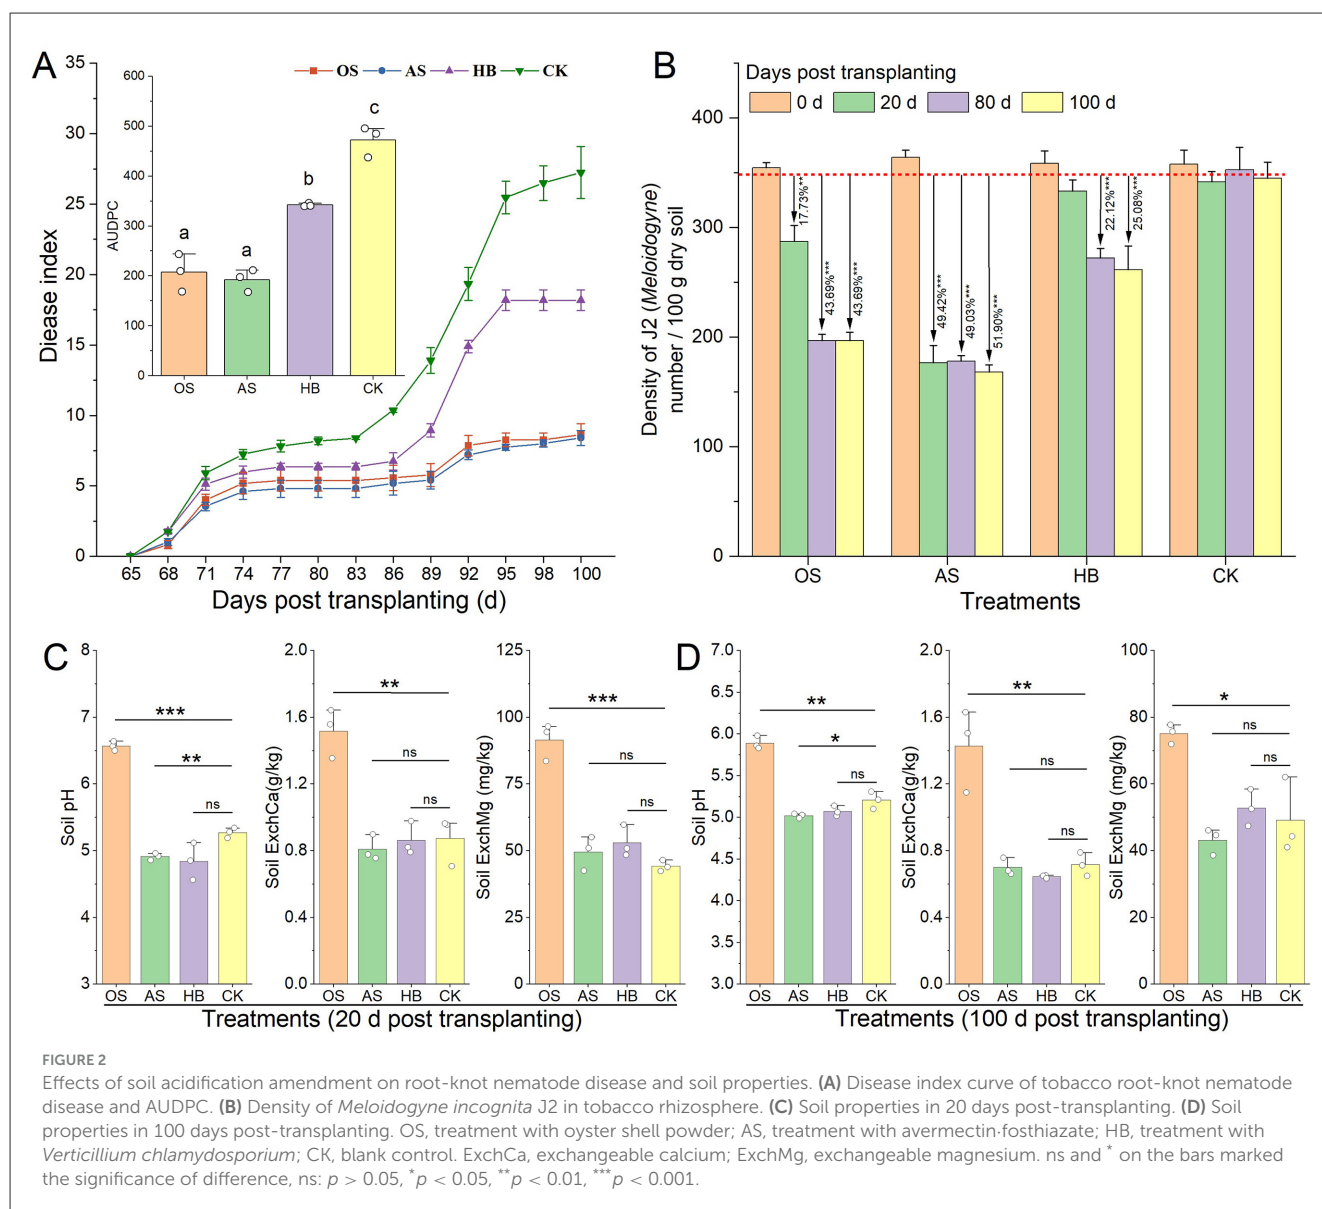 A
35
30
25
20
15
10
5
0
Diease index
OS AS HB CK
600
500
400
300
200
100
0
AUDPC
a
a
b
c
OS AS HB CK
65 68 71 74 77 80 83 86 89 92 95 98 100
Days post transplanting (d)
B
Days post transplanting
0 d 20 d 80 d 100 d
400
300
200
100
0
Density of J2 (Meloidogyne)
number / 100 g dry soil
17.73%**
43.69%***
43.69%***
49.42%***
49.03%***
51.90%***
22.12%***
25.08%***
OS AS HB CK
Treatments
C
8
7
6
5
4
3
Soil pH
***
**
ns
OS AS HB CK
2.0
1.6
1.2
0.8
0.4
0.0
Soil ExchCa(g/kg)
**
ns
ns
OS AS HB CK
125
100
75
50
25
0
Soil ExchMg (mg/kg)
***
ns
ns
OS AS HB CK
Treatments (20 d post transplanting)
D
6.5
6.0
5.5
5.0
4.5
4.0
3.5
3.0
Soil pH
**
*
ns
OS AS HB CK
2.0
1.6
1.2
0.8
0.4
0.0
Soil ExchCa(g/kg)
**
ns
ns
OS AS HB CK
100
80
60
40
20
0
Soil ExchMg (mg/kg)
*
ns
ns
OS AS HB CK
Treatments (100 d post transplanting)
FIGURE 2
Effects of soil acidification amendment on root-knot nematode disease and soil properties. (A) Disease index curve of tobacco root-knot nematode
disease and AUDPC. (B) Density of Meloidogyne incognita J2 in tobacco rhizosphere. (C) Soil properties in 20 days post-transplanting. (D) Soil
properties in 100 days post-transplanting. OS, treatment with oyster shell powder; AS, treatment with avermectin·fosthiazate; HB, treatment with
Verticillium chlamydosporium; CK, blank control. ExchCa, exchangeable calcium; ExchMg, exchangeable magnesium. ns and * on the bars marked
the significance of difference, ns: p > 0.05, *p < 0.05, **p < 0.01, ***p < 0.001.